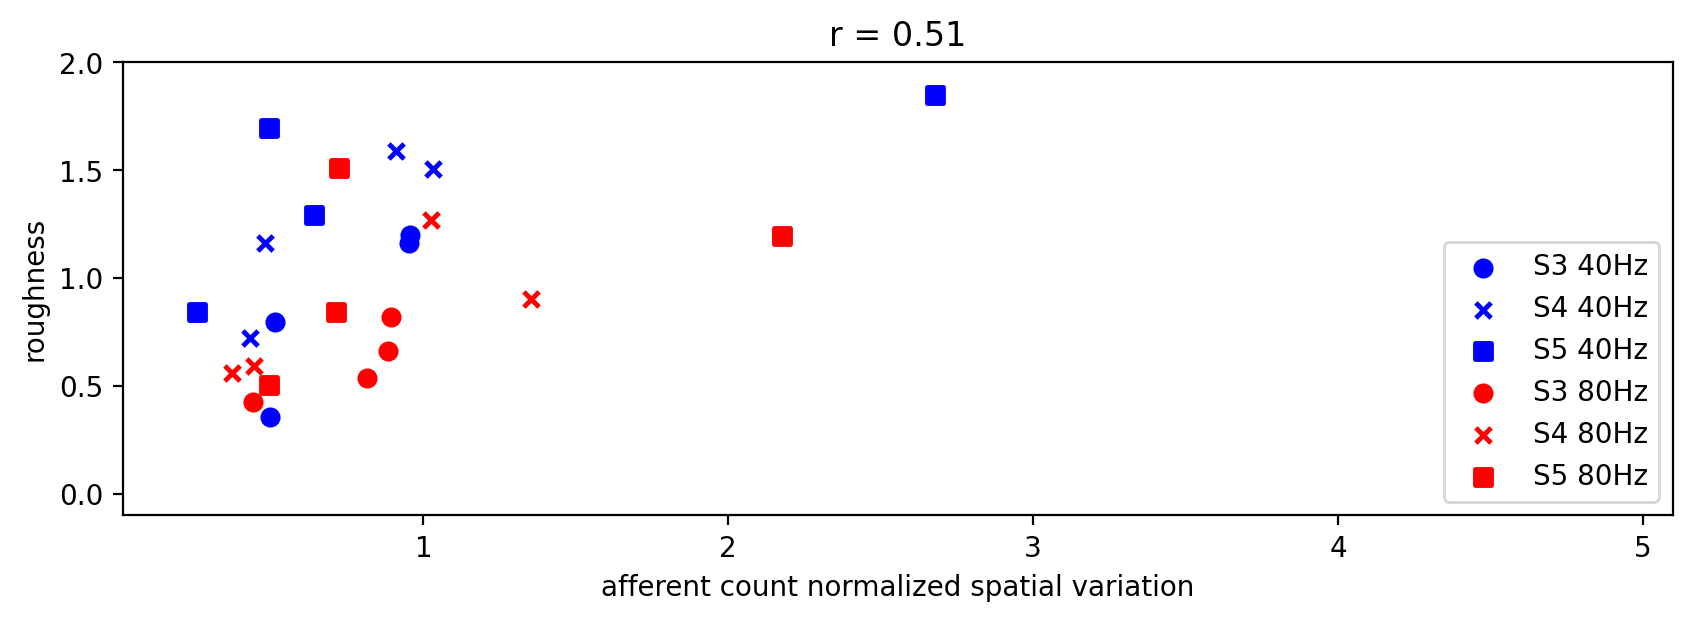 r = 0.51
2.0
1.5
1.0
0.5
0.0
roughness
S3 40Hz
S4 40Hz
S5 40Hz
S3 80Hz
S4 80Hz
S5 80Hz
1 2 3 4 5
afferent count normalized spatial variation